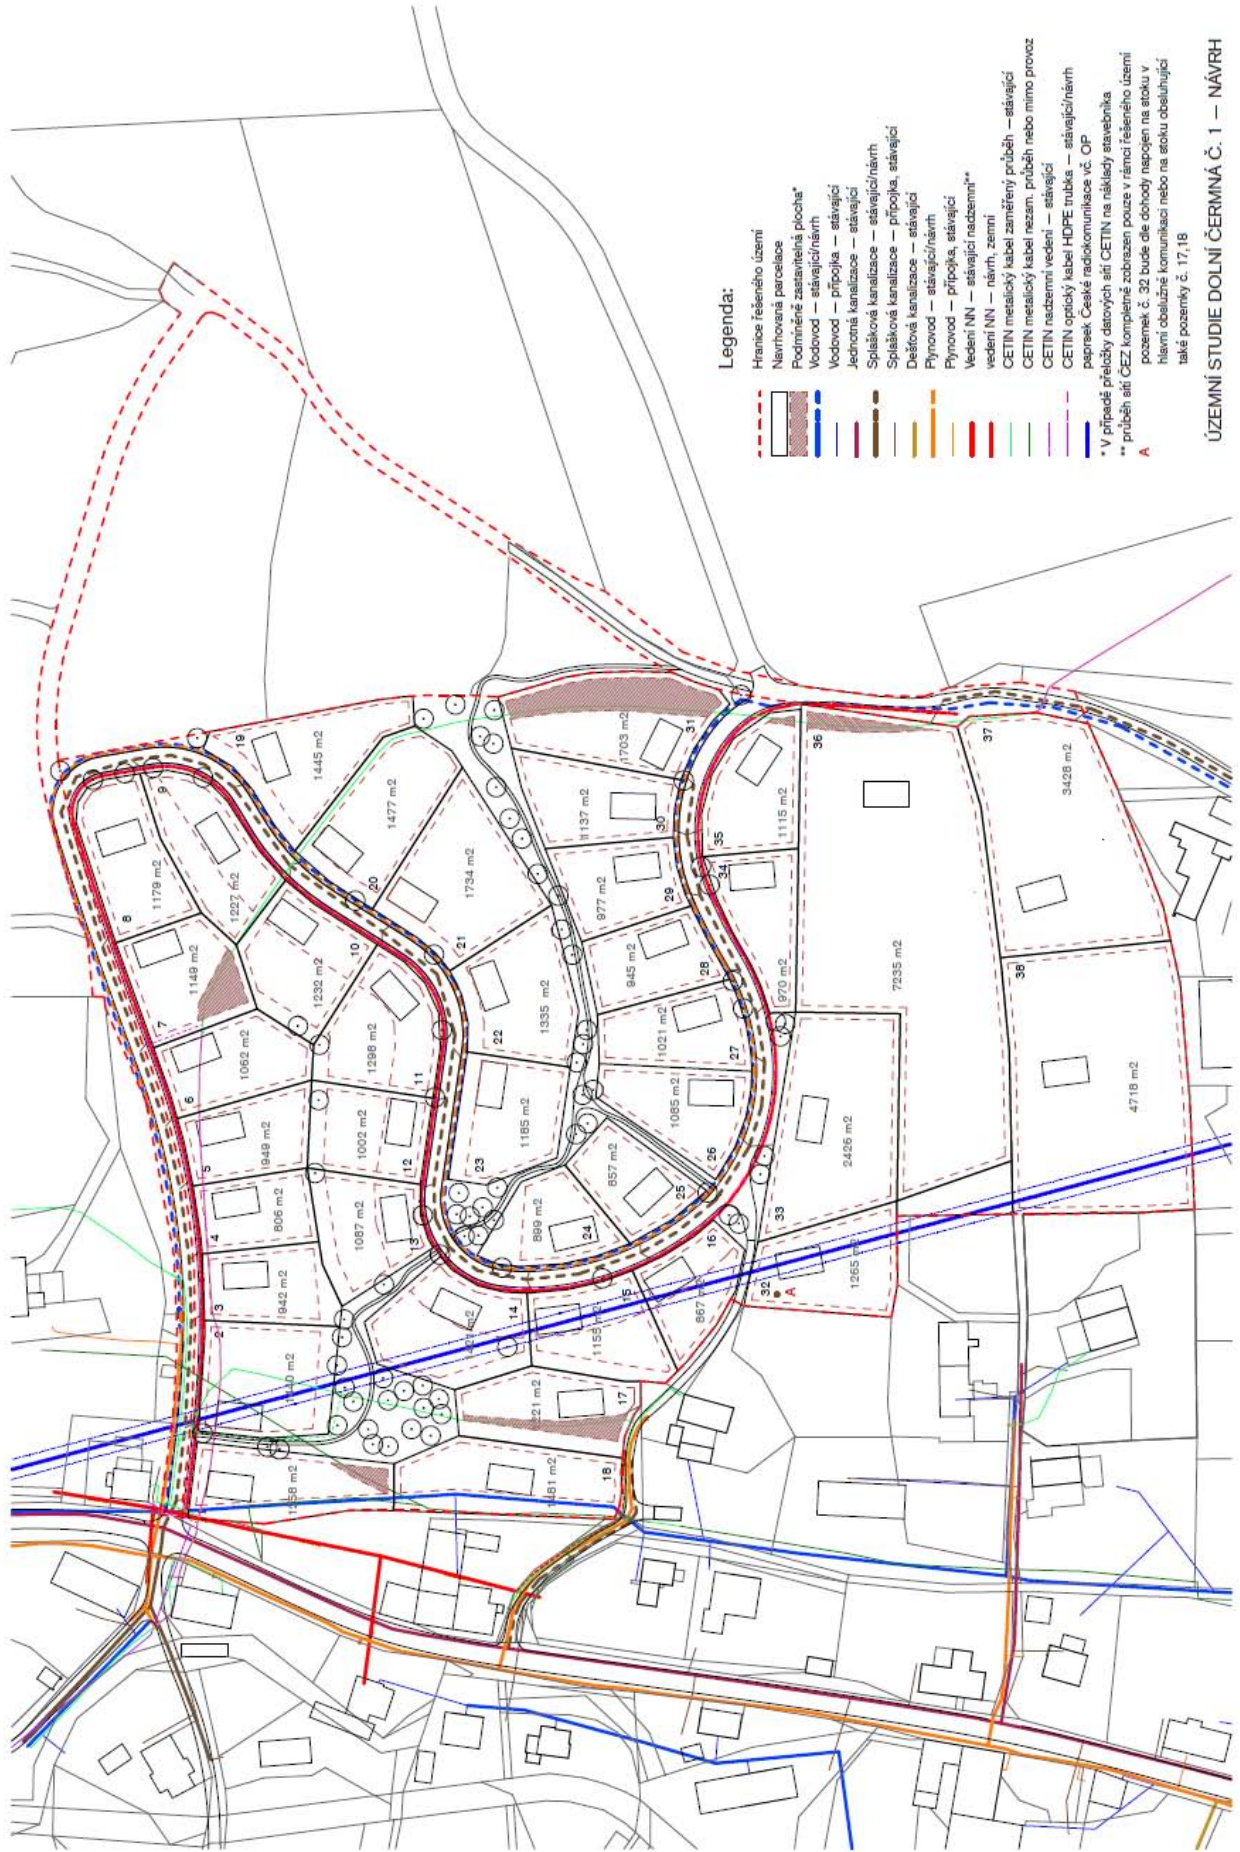 Legenda:
Hranice řešeného území
Navrhovaná parcelace
Podmíněně zastavitelná plocha*
Vodovod – stávající/návrh
Vodovod – přípojka – stávající
Jednotná kanalizace – stávající
Splašková kanalizace – stávající/návrh
Splašková kanalizace – přípojka, stávající
Dešťová kanalizace – stávající
Plynovod – stávající/návrh
Plynovod – přípojka, stávající
Vedení NN – stávající nadzemní**
vedení NN – návrh, zemní
CETIN metalický kabel zaměřený průběh – stávající
CETIN metalický kabel nezam. průběh nebo mimo provoz
CETIN nadzemní vedení – stávající
CETIN optický kabel HDPE trubka – stávající/návrh
paprsek České radiokomunikace vč. OP
* V případě přeložky datových sítí CETIN na náklady stavebníka
** průběh sítí ČEZ kompletně zobrazen pouze v rámci řešeného území
A pozemek č. 32 bude dle dohody napojen na stoku v
hlavní obslužné komunikaci nebo na stoku obsluhující
také pozemky č. 17,18
ÚZEMNÍ STUDIE DOLNÍ ČERMNÁ Č. 1 – NÁVRH
2
3
942 m2
4
806 m2
5
1949 m2
6
1062 m2
7
1149 m2
8
1179 m2
9
1227 m2
10
1232 m2
11
1298 m2
12
1002 m2
13
1087 m2
14
15
1155 m2
16
867 m2
17
1221 m2
18
1481 m2
19
1445 m2
20
1477 m2
21
1734 m2
22
1335 m2
23
1185 m2
24
899 m2
25
857 m2
26
1085 m2
27
1021 m2
28
945 m2
29
977 m2
30
1137 m2
31
1703 m2
32
A
1265 m2
33
2426 m2
34
970 m2
35
1115 m2
36
7235 m2
37
3428 m2
38
4718 m2